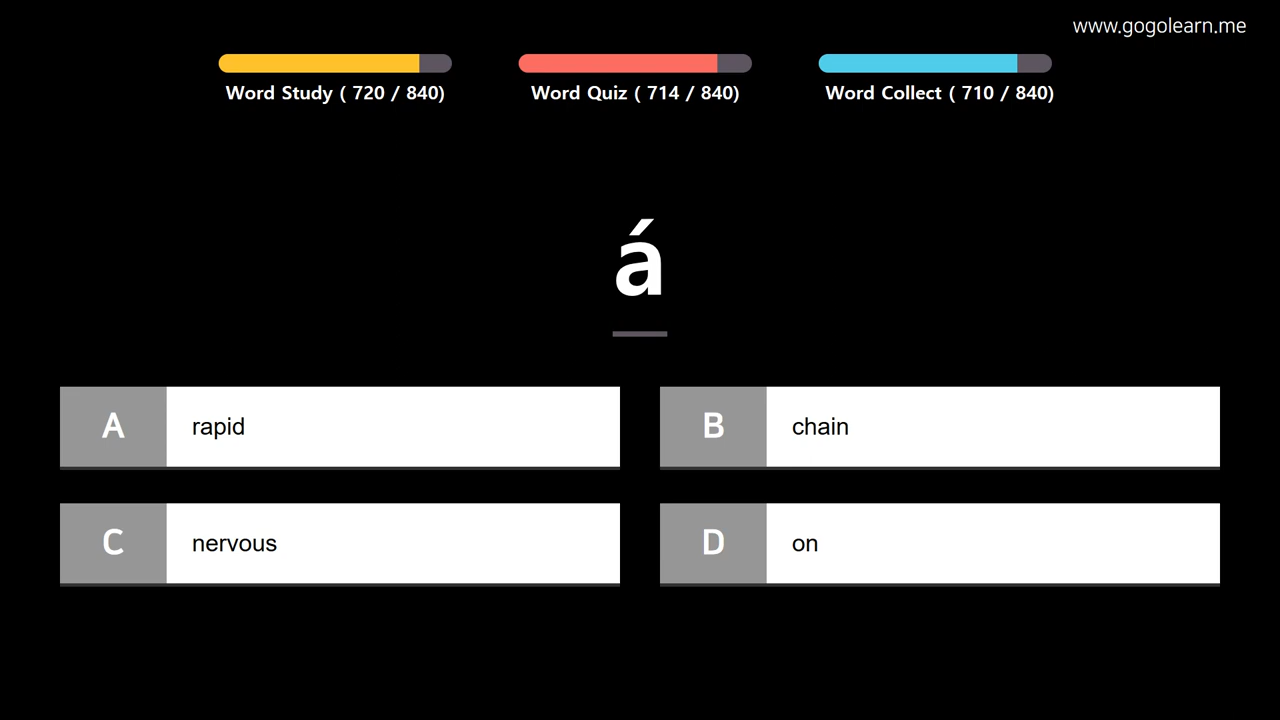 www.gogolearn.me
Word Study ( 720 / 840)
Word Quiz ( 714 / 840)
Word Collect ( 710 / 840)
á
A rapid
B chain
C nervous
D on